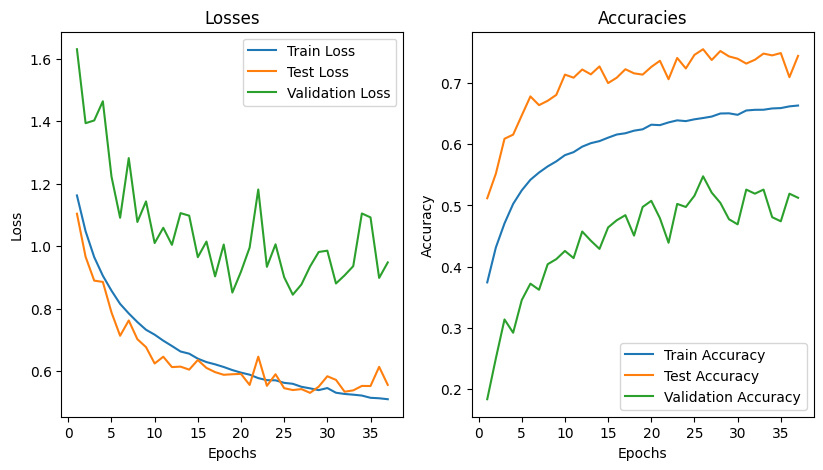 Losses
Train Loss
Test Loss
Validation Loss
Loss
1.6
1.4
1.2
1.0
0.8
0.6
0 5 10 15 20 25 30 35
Epochs
Accuracies
Accuracy
0.7
0.6
0.5
0.4
0.3
0.2
Train Accuracy
Test Accuracy
Validation Accuracy
0 5 10 15 20 25 30 35
Epochs